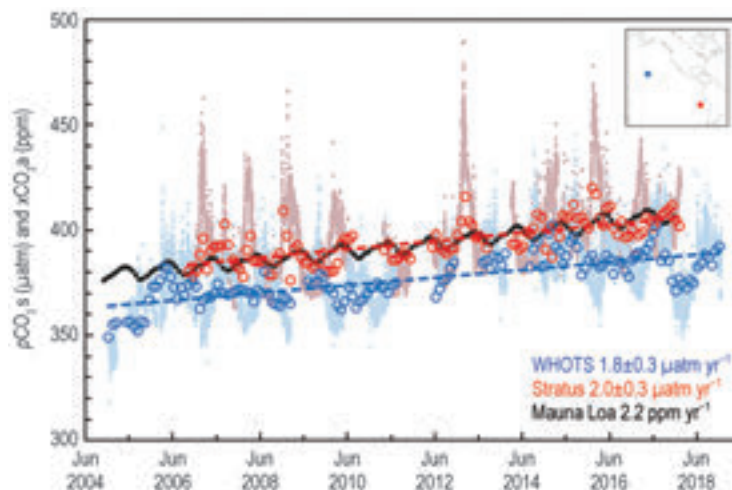 500
450
400
350
300
pCO₂s (µatm) and xCO₂a (ppm)
WHOTS 1.8±0.3 µatm yr⁻¹
Stratus 2.0±0.3 µatm yr⁻¹
Mauna Loa 2.2 ppm yr⁻¹
Jun Jun Jun Jun Jun Jun Jun Jun
2004 2006 2008 2010 2012 2014 2016 2018